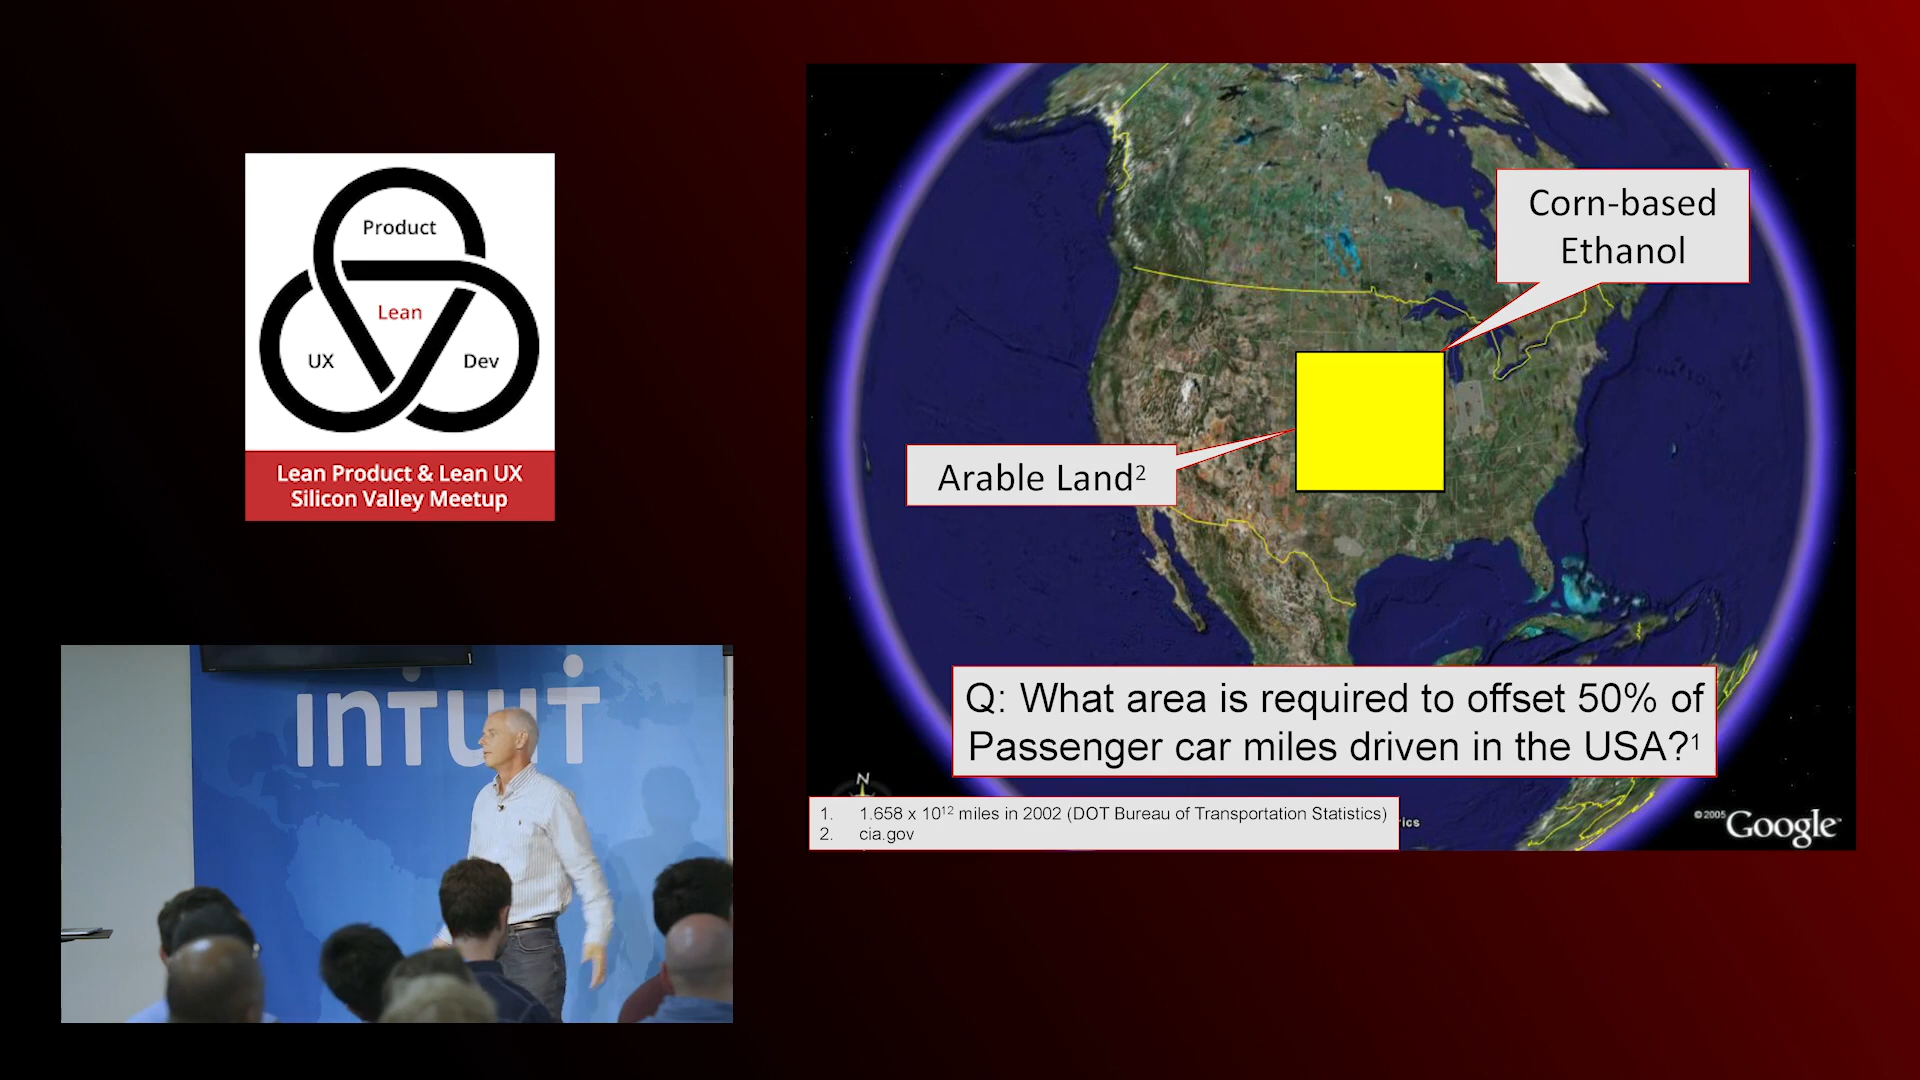 Product
Lean
UX
Dev
Lean Product & Lean UX
Silicon Valley Meetup
intuit
Corn-based
Ethanol
Arable Land²
Q: What area is required to offset 50% of
Passenger car miles driven in the USA?¹
N
1. 1.658 x 10¹² miles in 2002 (DOT Bureau of Transportation Statistics)
2. cia.gov
ics
©2005 Google™